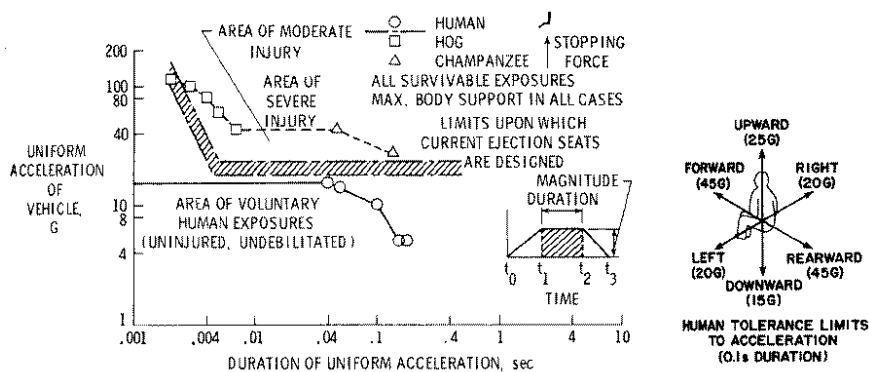 AREA OF MODERATE
INJURY
HUMAN
HOG
CHAMPANZEE
STOPPING
FORCE
AREA OF
SEVERE
INJURY
ALL SURVIVABLE EXPOSURES
MAX. BODY SUPPORT IN ALL CASES
LIMITS UPON WHICH
CURRENT EJECTION SEATS
ARE DESIGNED
200
100
80
40
10
8
4
1
UNIFORM
ACCELERATION
OF
VEHICLE,
G
AREA OF VOLUNTARY
HUMAN EXPOSURES
(UNINJURED, UNDEBILITATED)
MAGNITUDE
DURATION
t0 t1 t2 t3
TIME
.001 .004 .01 .04 0.1 .4 1 2 4 10
DURATION OF UNIFORM ACCELERATION, sec
UPWARD
(25G)
FORWARD
(45G)
RIGHT
(20G)
LEFT
(20G)
REARWARD
(45G)
DOWNWARD
(15G)
HUMAN TOLERANCE LIMITS
TO ACCELERATION
(0.1s DURATION)